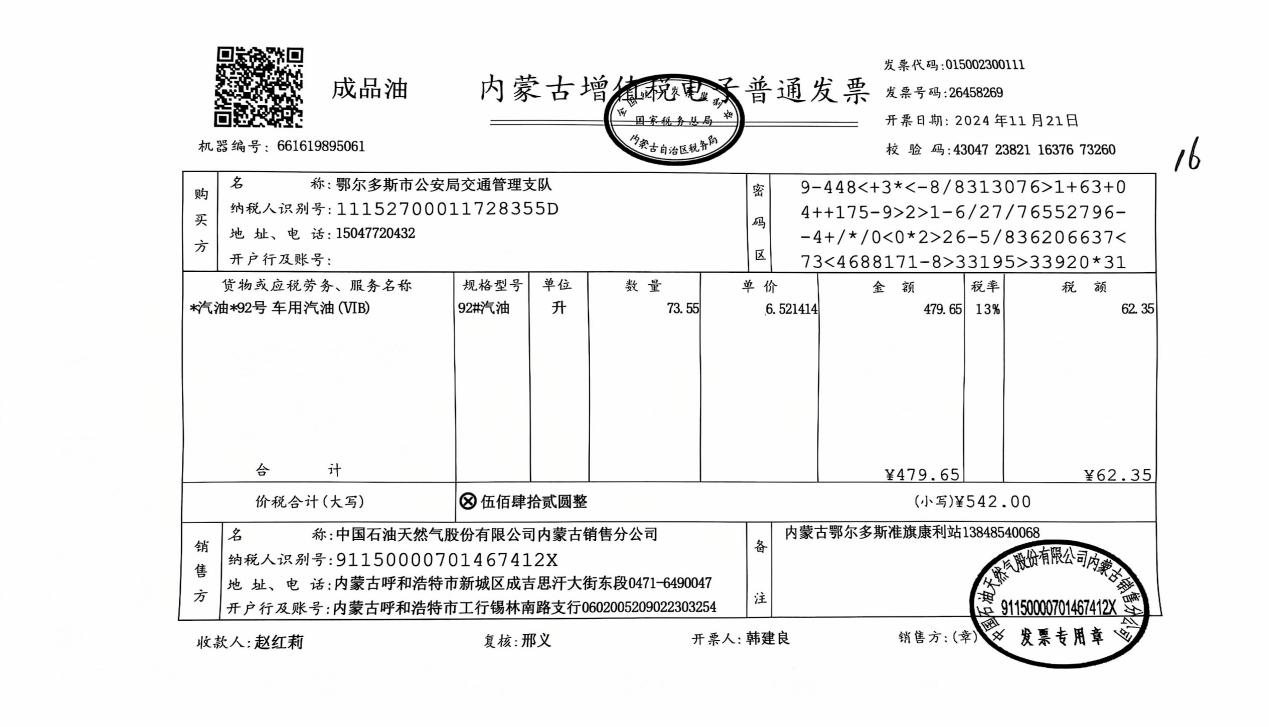 成品油
内蒙古增值税电子普通发票
全国统一发票监制章
国家税务总局
内蒙古自治区税务局
发票代码:015002300111
发票号码:26458269
开票日期: 2024 年11 月21日
校 验 码:43047 23821 16376 73260
机器编号: 661619895061
16
购买方
名 称: 鄂尔多斯市公安局交通管理支队
纳税人识别号: 11152700011728355D
地 址、电 话: 15047720432
开户行及账号:
密码区
9-448<+3*<-8/8313076>1+63+0
4++175-9>2>1-6/27/76552796-
-4+/*/0<0*2>26-5/836206637<
73<4688171-8>33195>33920*31
货物或应税劳务、服务名称 规格型号 单位 数 量 单 价 金 额 税率 税 额
*汽油*92号 车用汽油(VIB) 92#汽油 升 73.55 6.521414 479.65 13% 62.35
合 计 ¥479.65 ¥62.35
价税合计(大写) ⊗ 伍佰肆拾贰圆整 (小写)¥542.00
销售方
名 称: 中国石油天然气股份有限公司内蒙古销售分公司
纳税人识别号: 91150000701467412X
地 址、电 话: 内蒙古呼和浩特市新城区成吉思汗大街东段0471-6490047
开户行及账号: 内蒙古呼和浩特市工行锡林南路支行0602005209022303254
备注
内蒙古鄂尔多斯准旗康利站13848540068
中国石油天然气股份有限公司内蒙古销售分公司
91150000701467412X
发票专用章
收款人: 赵红莉 复核: 邢义 开票人: 韩建良 销售方: (章)